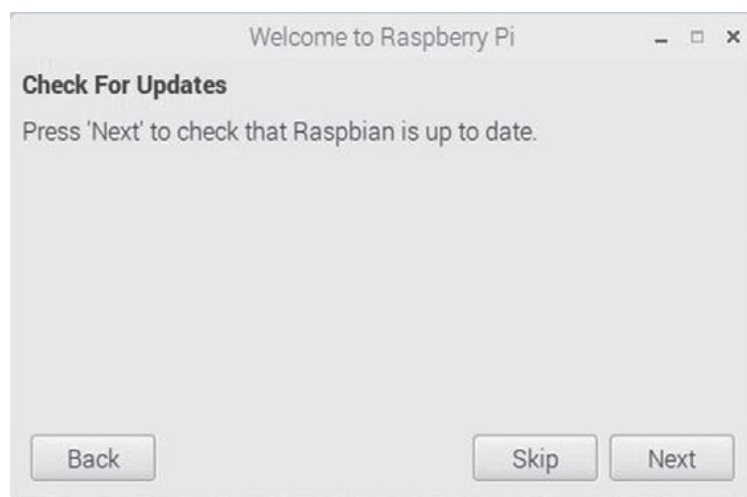 Welcome to Raspberry Pi
Check For Updates
Press 'Next' to check that Raspbian is up to date.
Back Skip Next